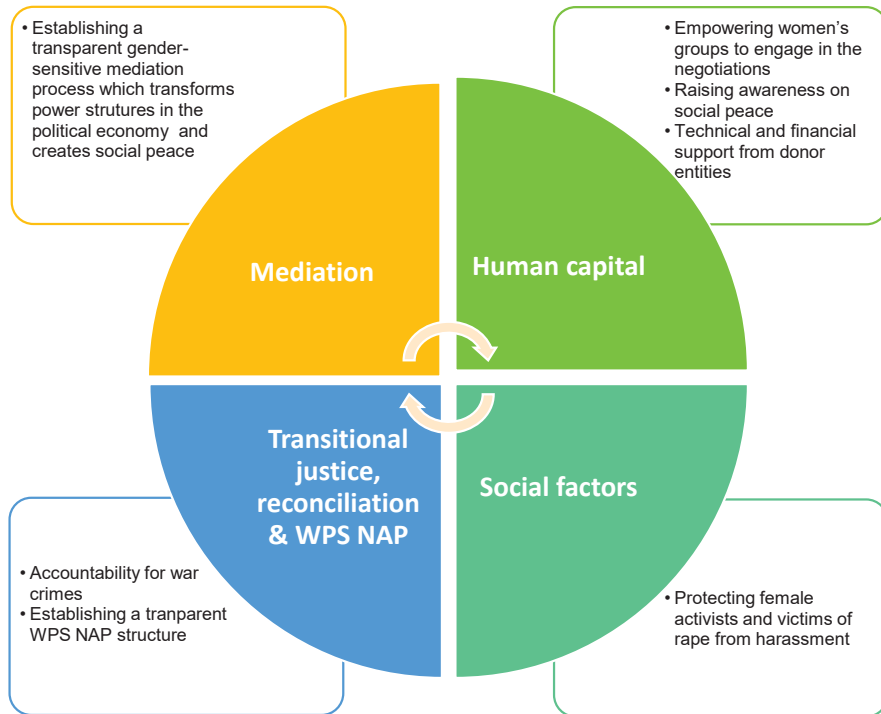 • Establishing a
transparent gender-
sensitive mediation
process which transforms
power strutures in the
political economy and
creates social peace
• Empowering women’s
groups to engage in the
negotiations
• Raising awareness on
social peace
• Technical and financial
support from donor
entities
Mediation
Human capital
Transitional
justice,
reconciliation
& WPS NAP
Social factors
• Accountability for war
crimes
• Establishing a tranparent
WPS NAP structure
• Protecting female
activists and victims of
rape from harassment